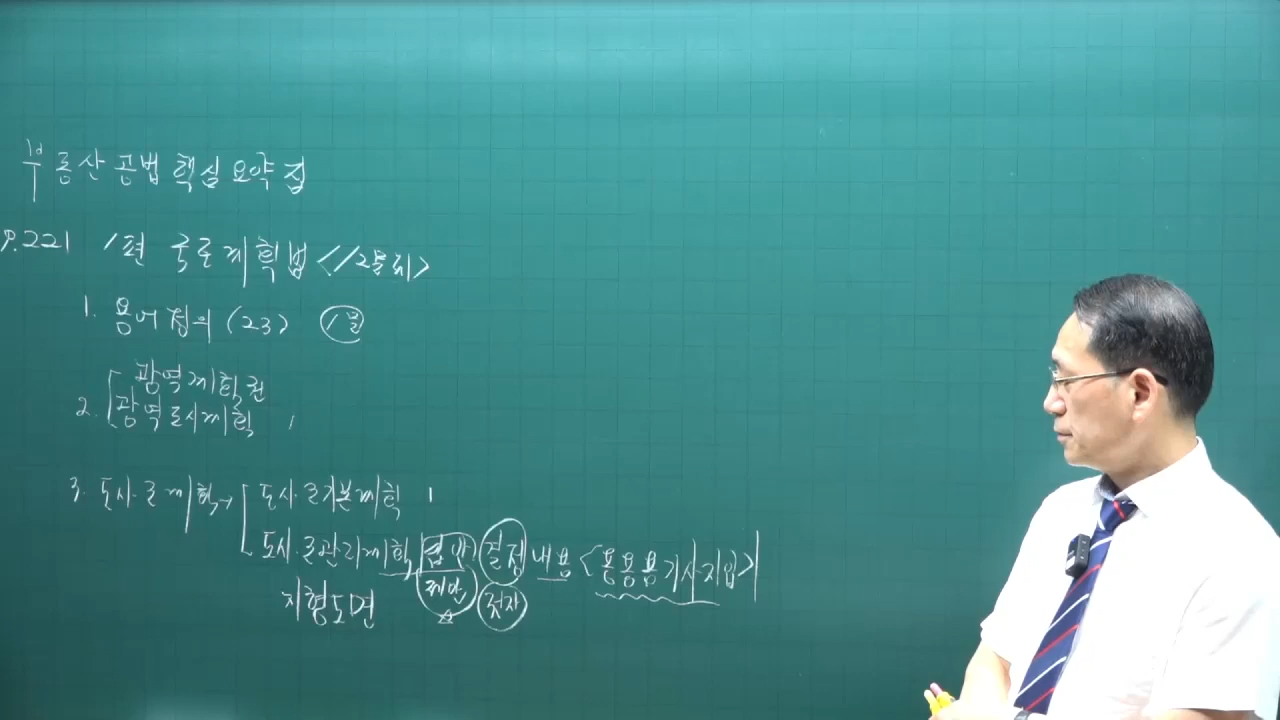 부동산 공법 핵심요약집
P.221 1편 국토계획법 <12문제>
1. 용어정의 (23) 1문
광역계획권
2. 광역도시계획 1
3. 도시·군계획→ 도시·군기본계획 1
도시·군관리계획 입안 결정 내용 <용용용기사지입>
지형도면 제안 절차